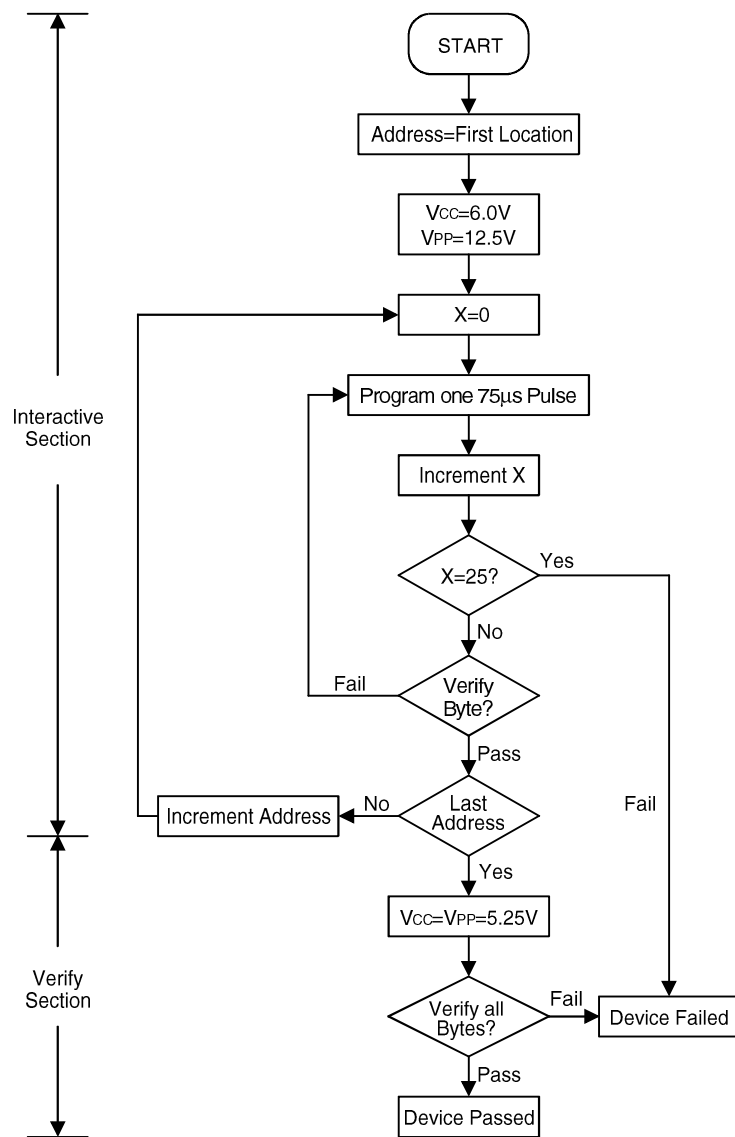 START
Address=First Location
VCC=6.0V
VPP=12.5V
X=0
Program one 75μs Pulse
Interactive
Section
Increment X
X=25?
Yes
No
Verify
Byte?
Fail
Pass
Last
Address
No
Increment Address
Fail
Yes
VCC=VPP=5.25V
Verify
Section
Verify all
Bytes?
Fail
Device Failed
Pass
Device Passed